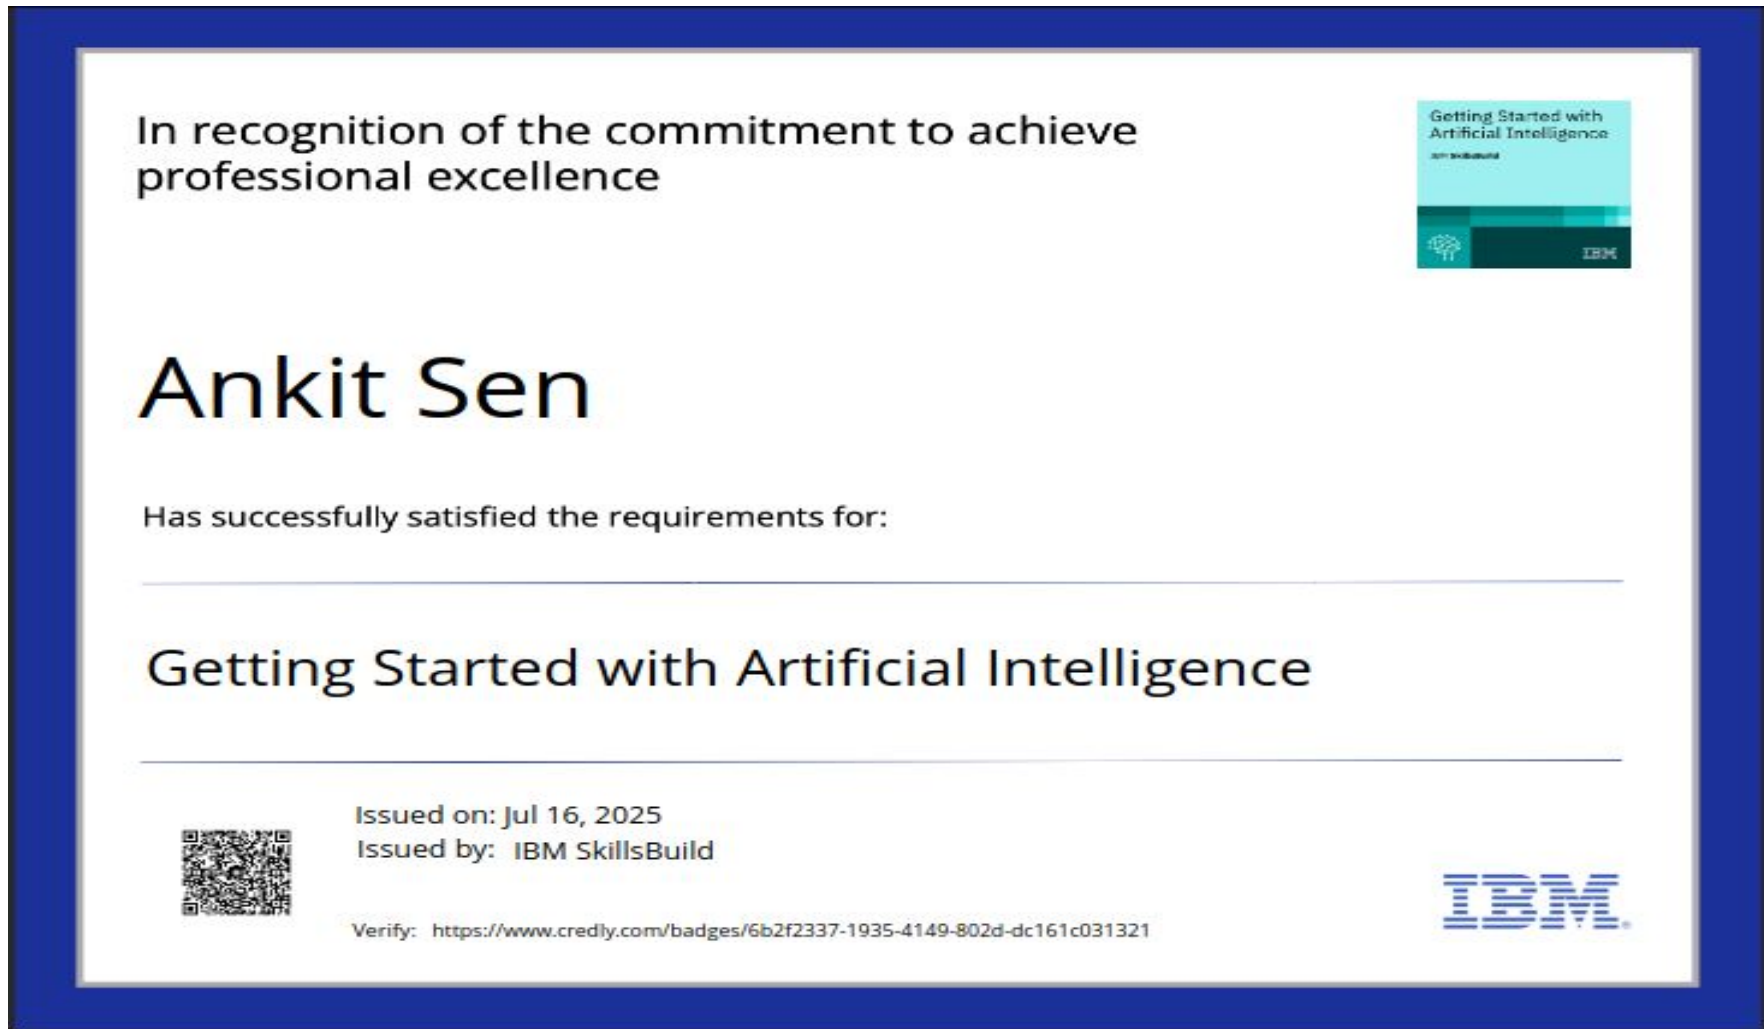 In recognition of the commitment to achieve
professional excellence
Getting Started with
Artificial Intelligence
IBM SkillsBuild
IBM
Ankit Sen
Has successfully satisfied the requirements for:
Getting Started with Artificial Intelligence
Issued on: Jul 16, 2025
Issued by: IBM SkillsBuild
Verify: https://www.credly.com/badges/6b2f2337-1935-4149-802d-dc161c031321
IBM